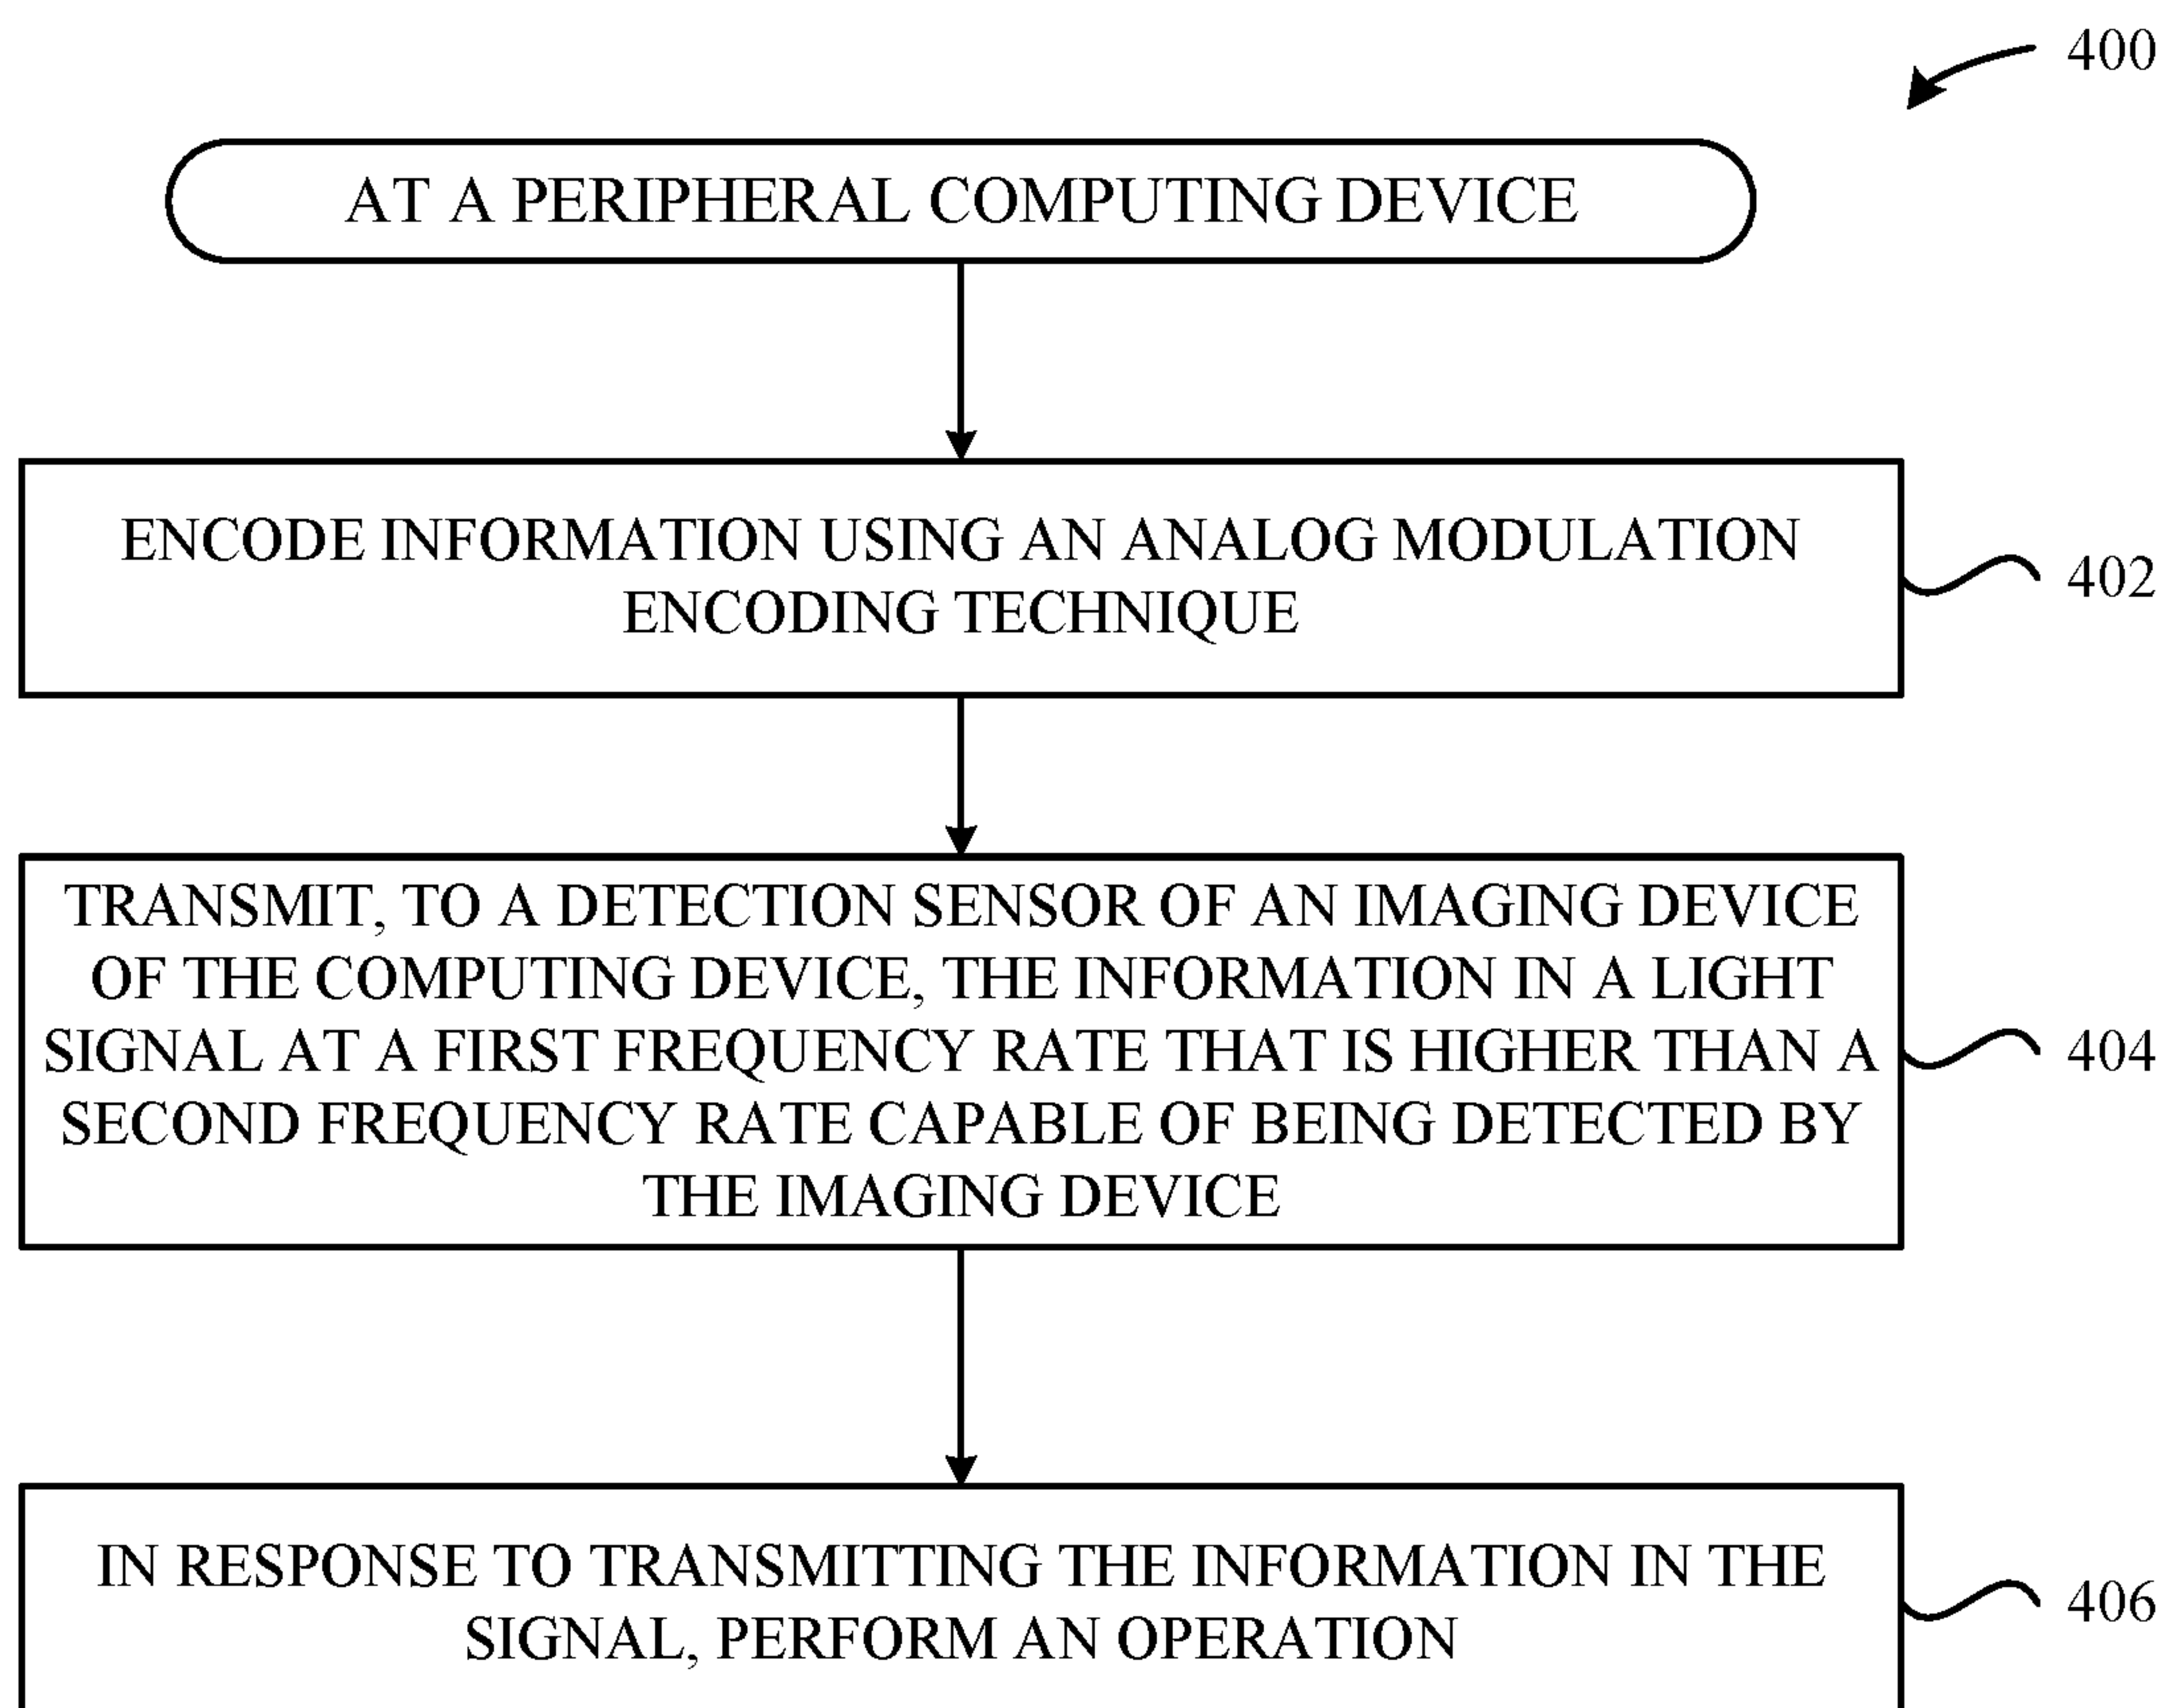 400
AT A PERIPHERAL COMPUTING DEVICE
ENCODE INFORMATION USING AN ANALOG MODULATION
ENCODING TECHNIQUE
402
TRANSMIT, TO A DETECTION SENSOR OF AN IMAGING DEVICE
OF THE COMPUTING DEVICE, THE INFORMATION IN A LIGHT
SIGNAL AT A FIRST FREQUENCY RATE THAT IS HIGHER THAN A
SECOND FREQUENCY RATE CAPABLE OF BEING DETECTED BY
THE IMAGING DEVICE
404
IN RESPONSE TO TRANSMITTING THE INFORMATION IN THE
SIGNAL, PERFORM AN OPERATION
406